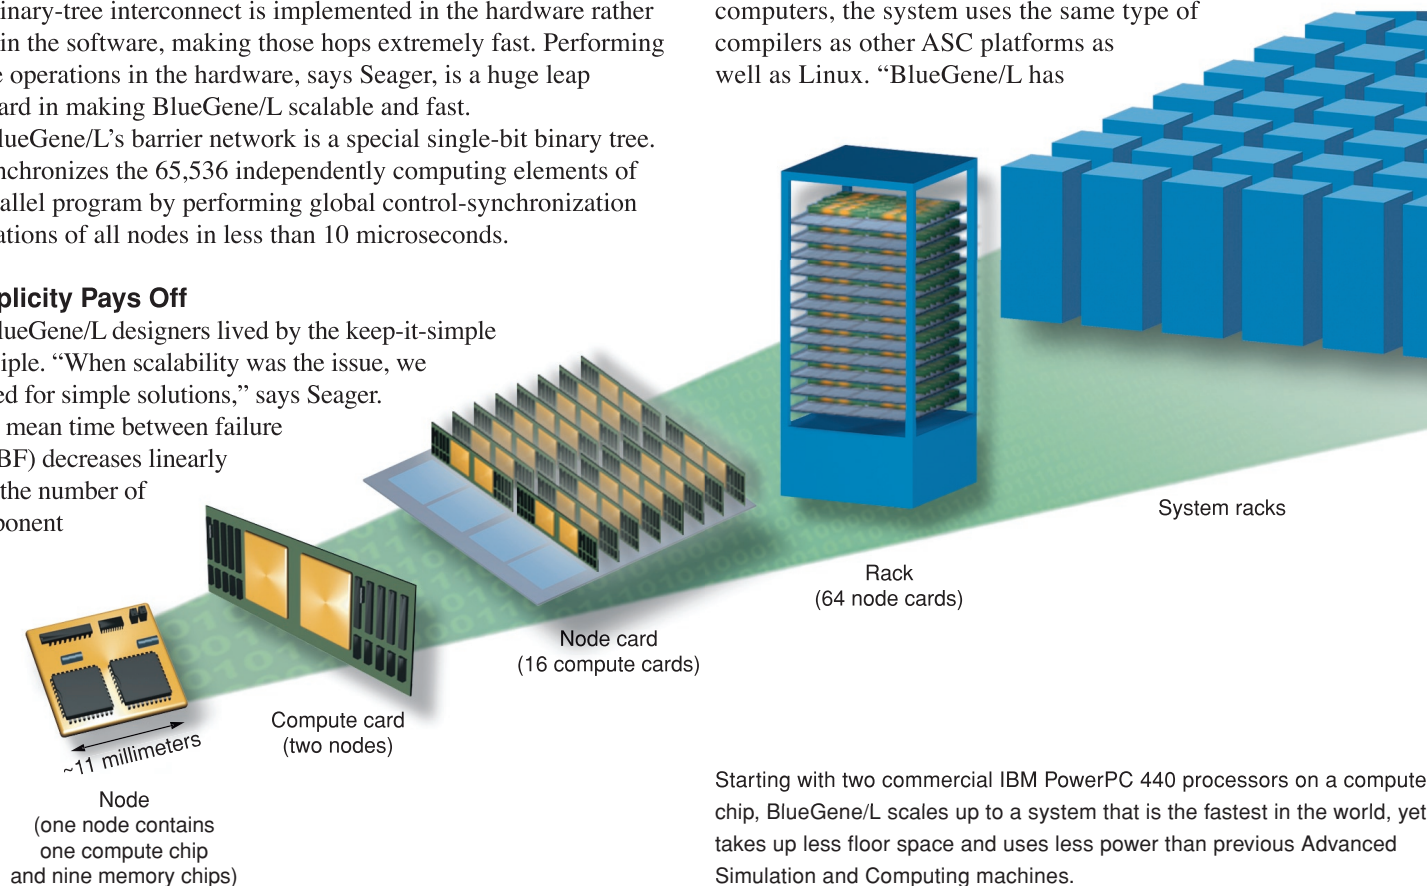 inary-tree interconnect is implemented in the hardware rather
in the software, making those hops extremely fast. Performing
e operations in the hardware, says Seager, is a huge leap
ard in making BlueGene/L scalable and fast.
lueGene/L’s barrier network is a special single-bit binary tree.
nchronizes the 65,536 independently computing elements of
allel program by performing global control-synchronization
ations of all nodes in less than 10 microseconds.
plicity Pays Off
lueGene/L designers lived by the keep-it-simple
iple. “When scalability was the issue, we
ed for simple solutions,” says Seager.
mean time between failure
BF) decreases linearly
the number of
ponent
computers, the system uses the same type of
compilers as other ASC platforms as
well as Linux. “BlueGene/L has
~11 millimeters
Node
(one node contains
one compute chip
and nine memory chips)
Compute card
(two nodes)
Node card
(16 compute cards)
Rack
(64 node cards)
System racks
Starting with two commercial IBM PowerPC 440 processors on a compute
chip, BlueGene/L scales up to a system that is the fastest in the world, yet
takes up less floor space and uses less power than previous Advanced
Simulation and Computing machines.